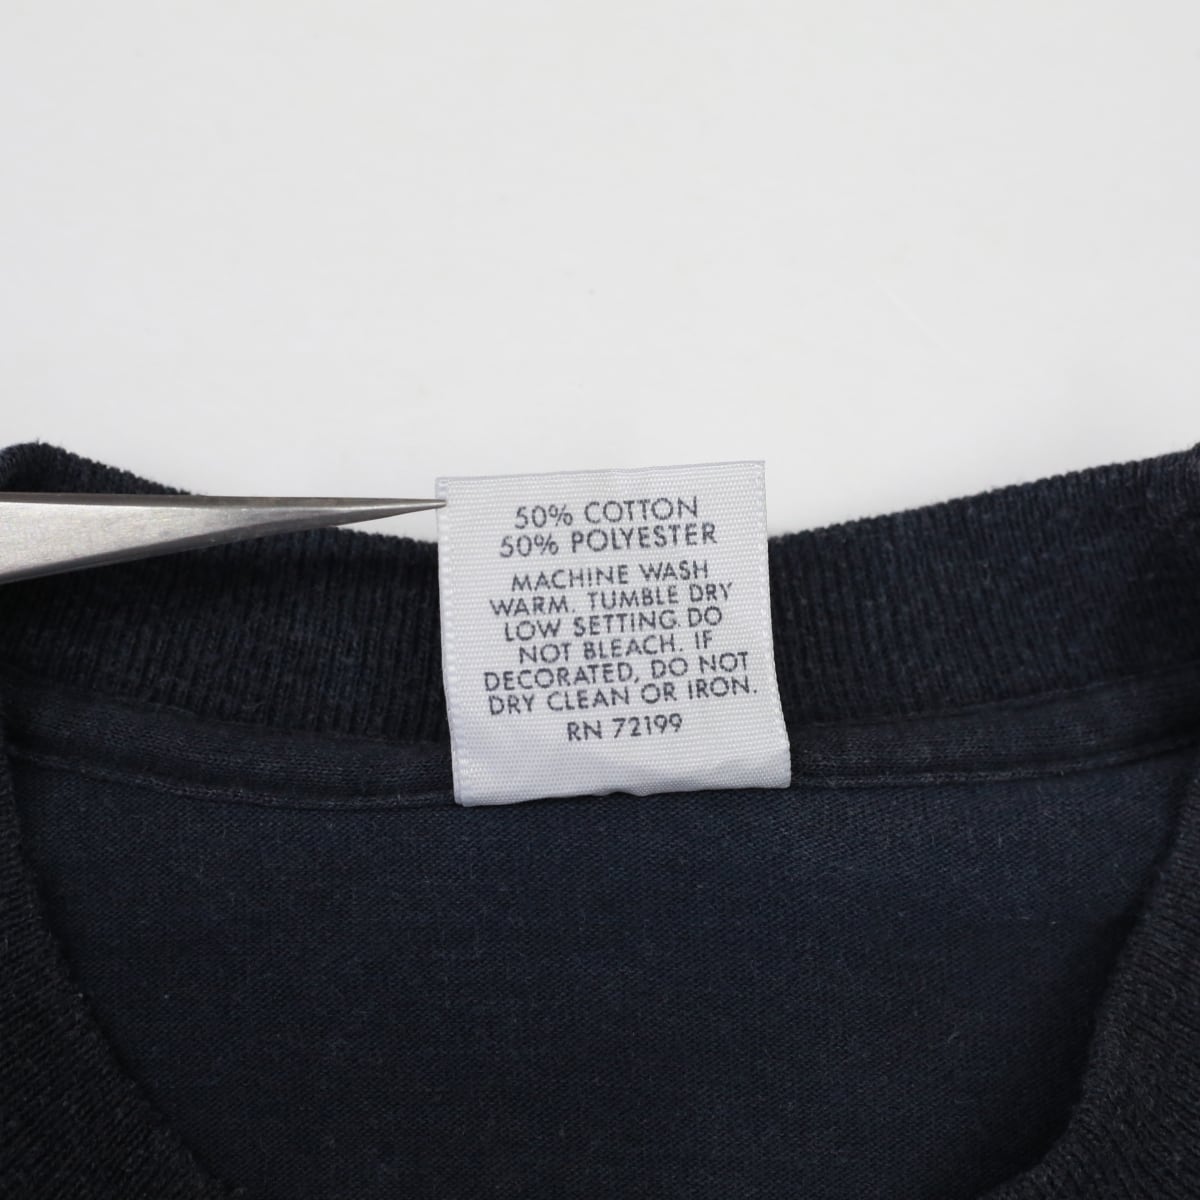 50% COTTON
50% POLYESTER
MACHINE WASH
WARM. TUMBLE DRY
LOW SETTING. DO
NOT BLEACH. IF
DECORATED, DO NOT
DRY CLEAN OR IRON.
RN 72199